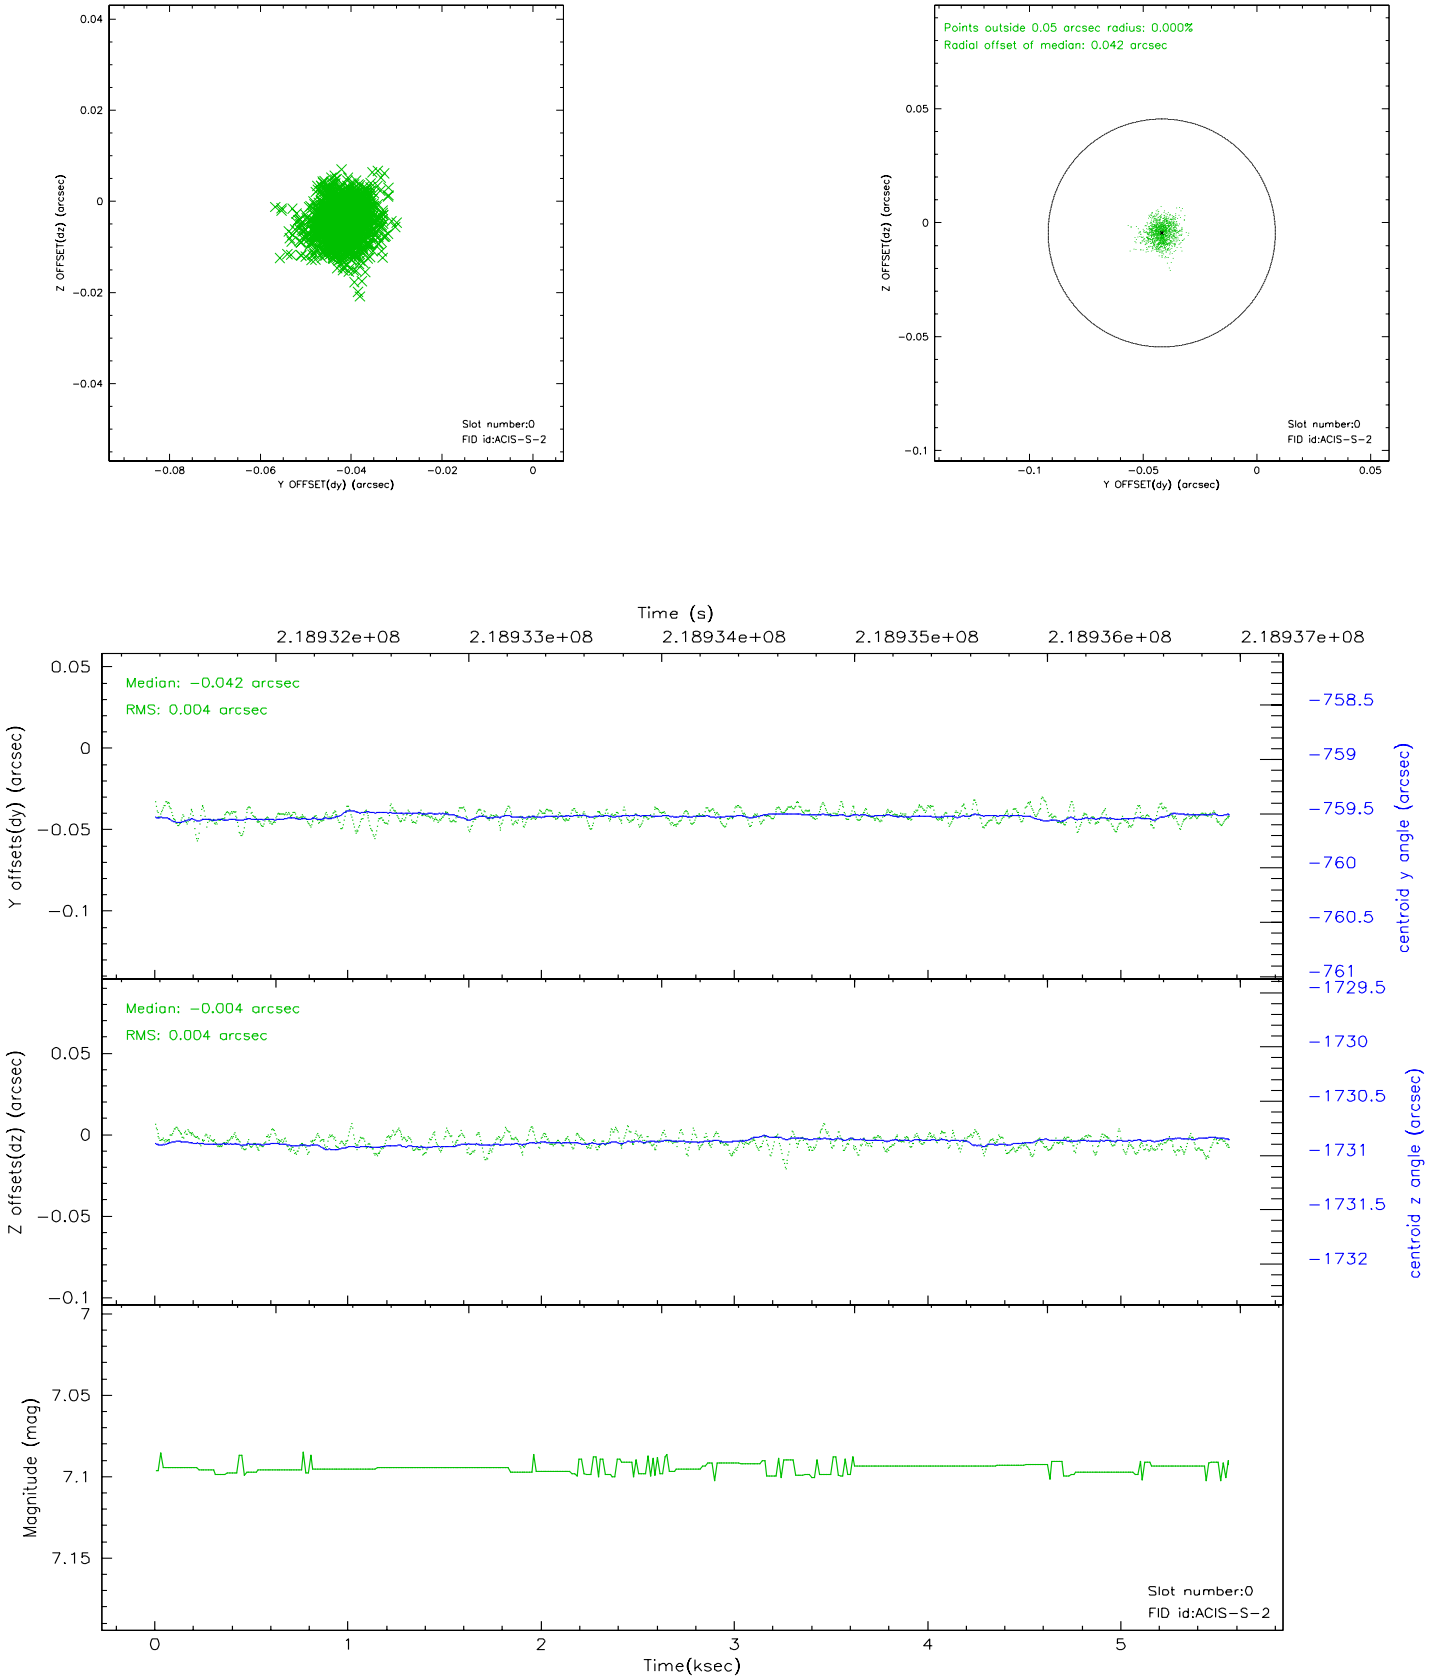 0.04
0.02
0
−0.02
−0.04
Z OFFSET(dz) (arcsec)
Slot number:0
FID id:ACIS−S−2
−0.08 −0.06 −0.04 −0.02 0
Y OFFSET(dy) (arcsec)
Points outside 0.05 arcsec radius: 0.000%
Radial offset of median: 0.042 arcsec
0.05
0
−0.05
−0.1
Z OFFSET(dz) (arcsec)
Slot number:0
FID id:ACIS−S−2
−0.1 −0.05 0 0.05
Y OFFSET(dy) (arcsec)
Time (s)
2.18932e+08 2.18933e+08 2.18934e+08 2.18935e+08 2.18936e+08 2.18937e+08
Median: −0.042 arcsec
RMS: 0.004 arcsec
0.05
0
−0.05
−0.1
Y offsets(dy) (arcsec)
−758.5
−759
−759.5
−760
−760.5
−761
centroid y angle (arcsec)
Median: −0.004 arcsec
RMS: 0.004 arcsec
0.05
0
−0.05
−0.1
Z offsets(dz) (arcsec)
−1729.5
−1730
−1730.5
−1731
−1731.5
−1732
centroid z angle (arcsec)
7
7.05
7.1
7.15
Magnitude (mag)
Slot number:0
FID id:ACIS−S−2
0 1 2 3 4 5
Time(ksec)